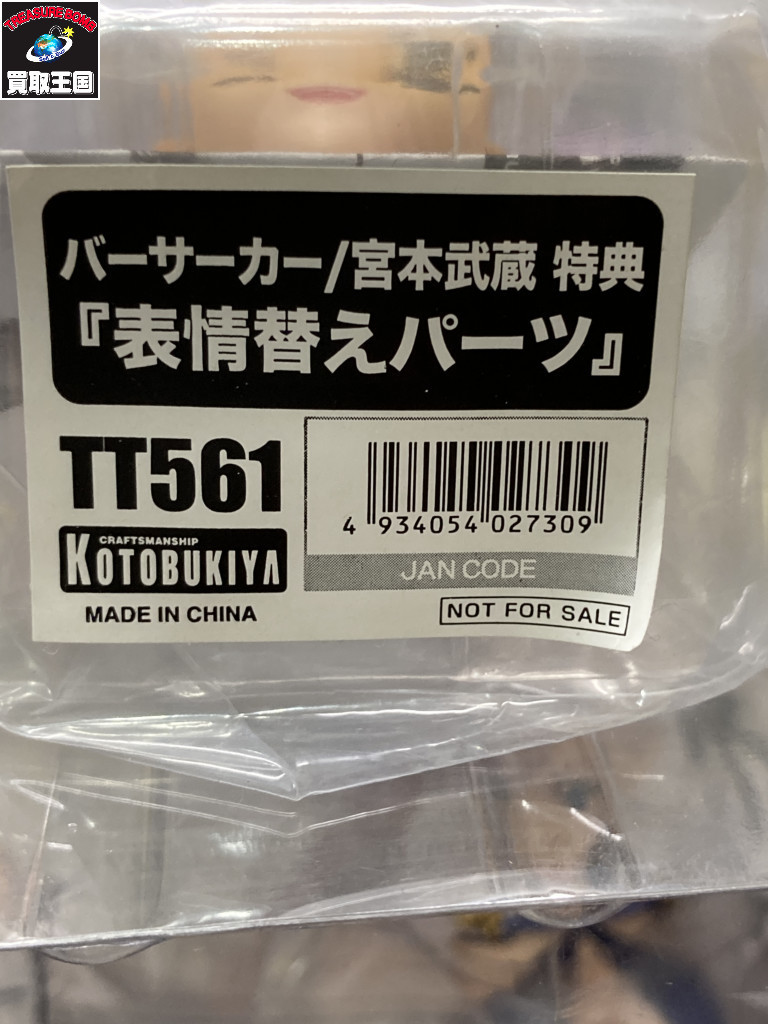 TREASURE ROAD
買取王国
バーサーカー/宮本武蔵 特典
『表情替えパーツ』
TT561
CRAFTSMANSHIP
KOTOBUKIYA
MADE IN CHINA
4 934054 027309
JAN CODE
NOT FOR SALE